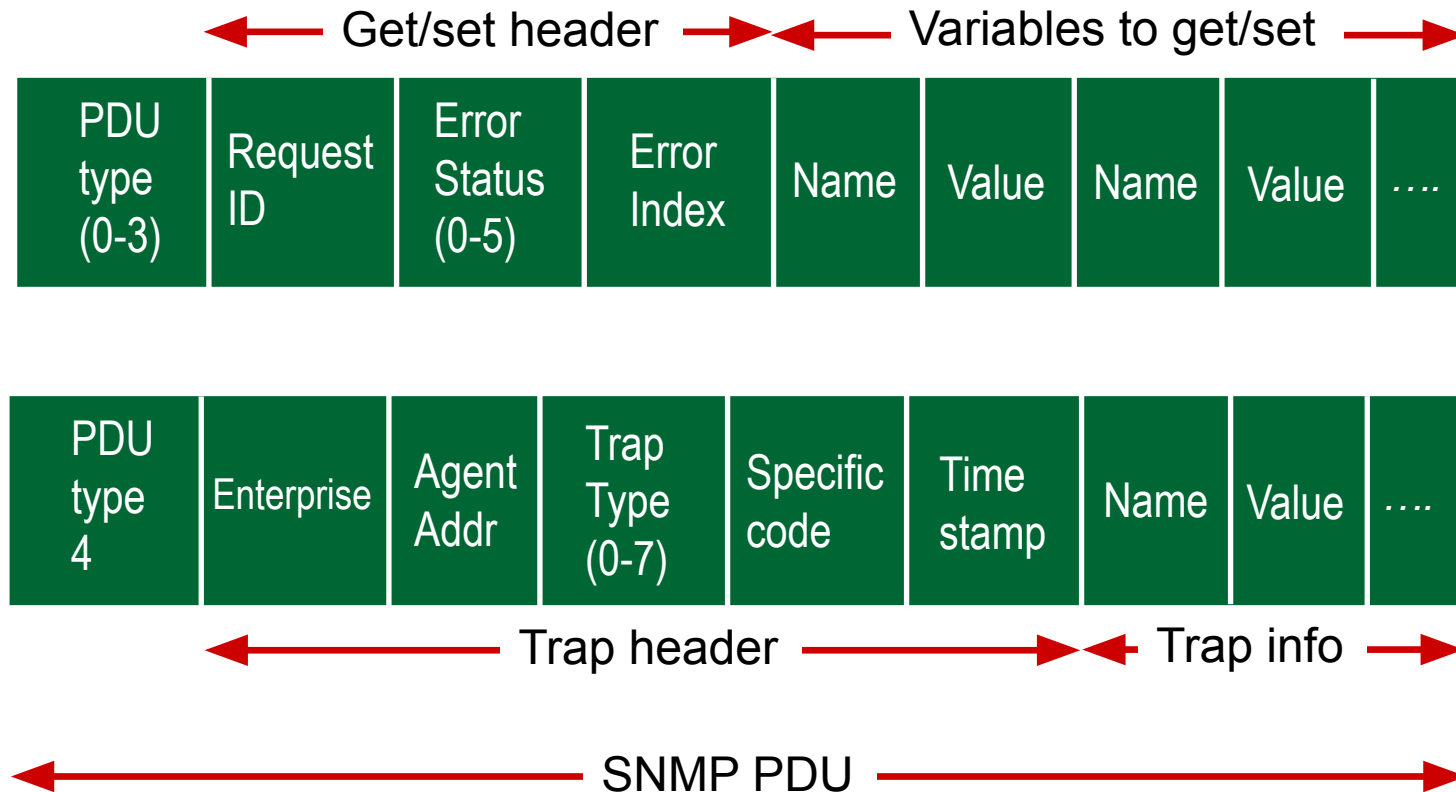 Get/set header
Variables to get/set
PDU
type
(0-3)
Request
ID
Error
Status
(0-5)
Error
Index
Name
Value
Name
Value
....
PDU
type
4
Enterprise
Agent
Addr
Trap
Type
(0-7)
Specific
code
Time
stamp
Name
Value
....
Trap header
Trap info
SNMP PDU